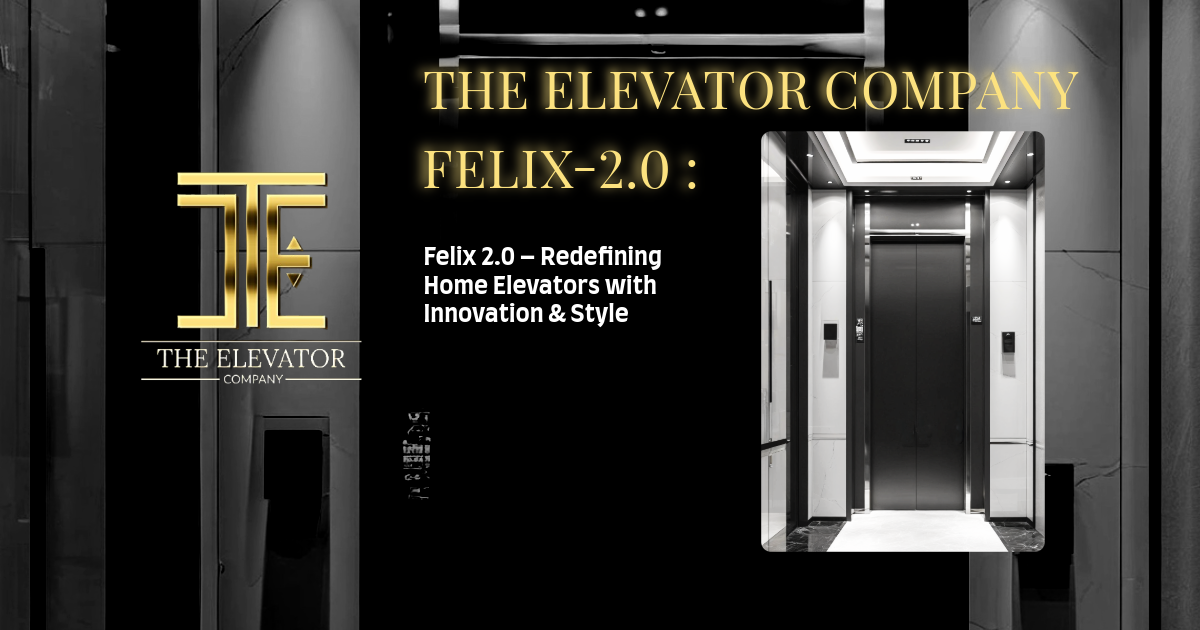 THE ELEVATOR COMPANY
FELIX-2.0 :
Felix 2.0 – Redefining
Home Elevators with
Innovation & Style
THE ELEVATOR
COMPANY